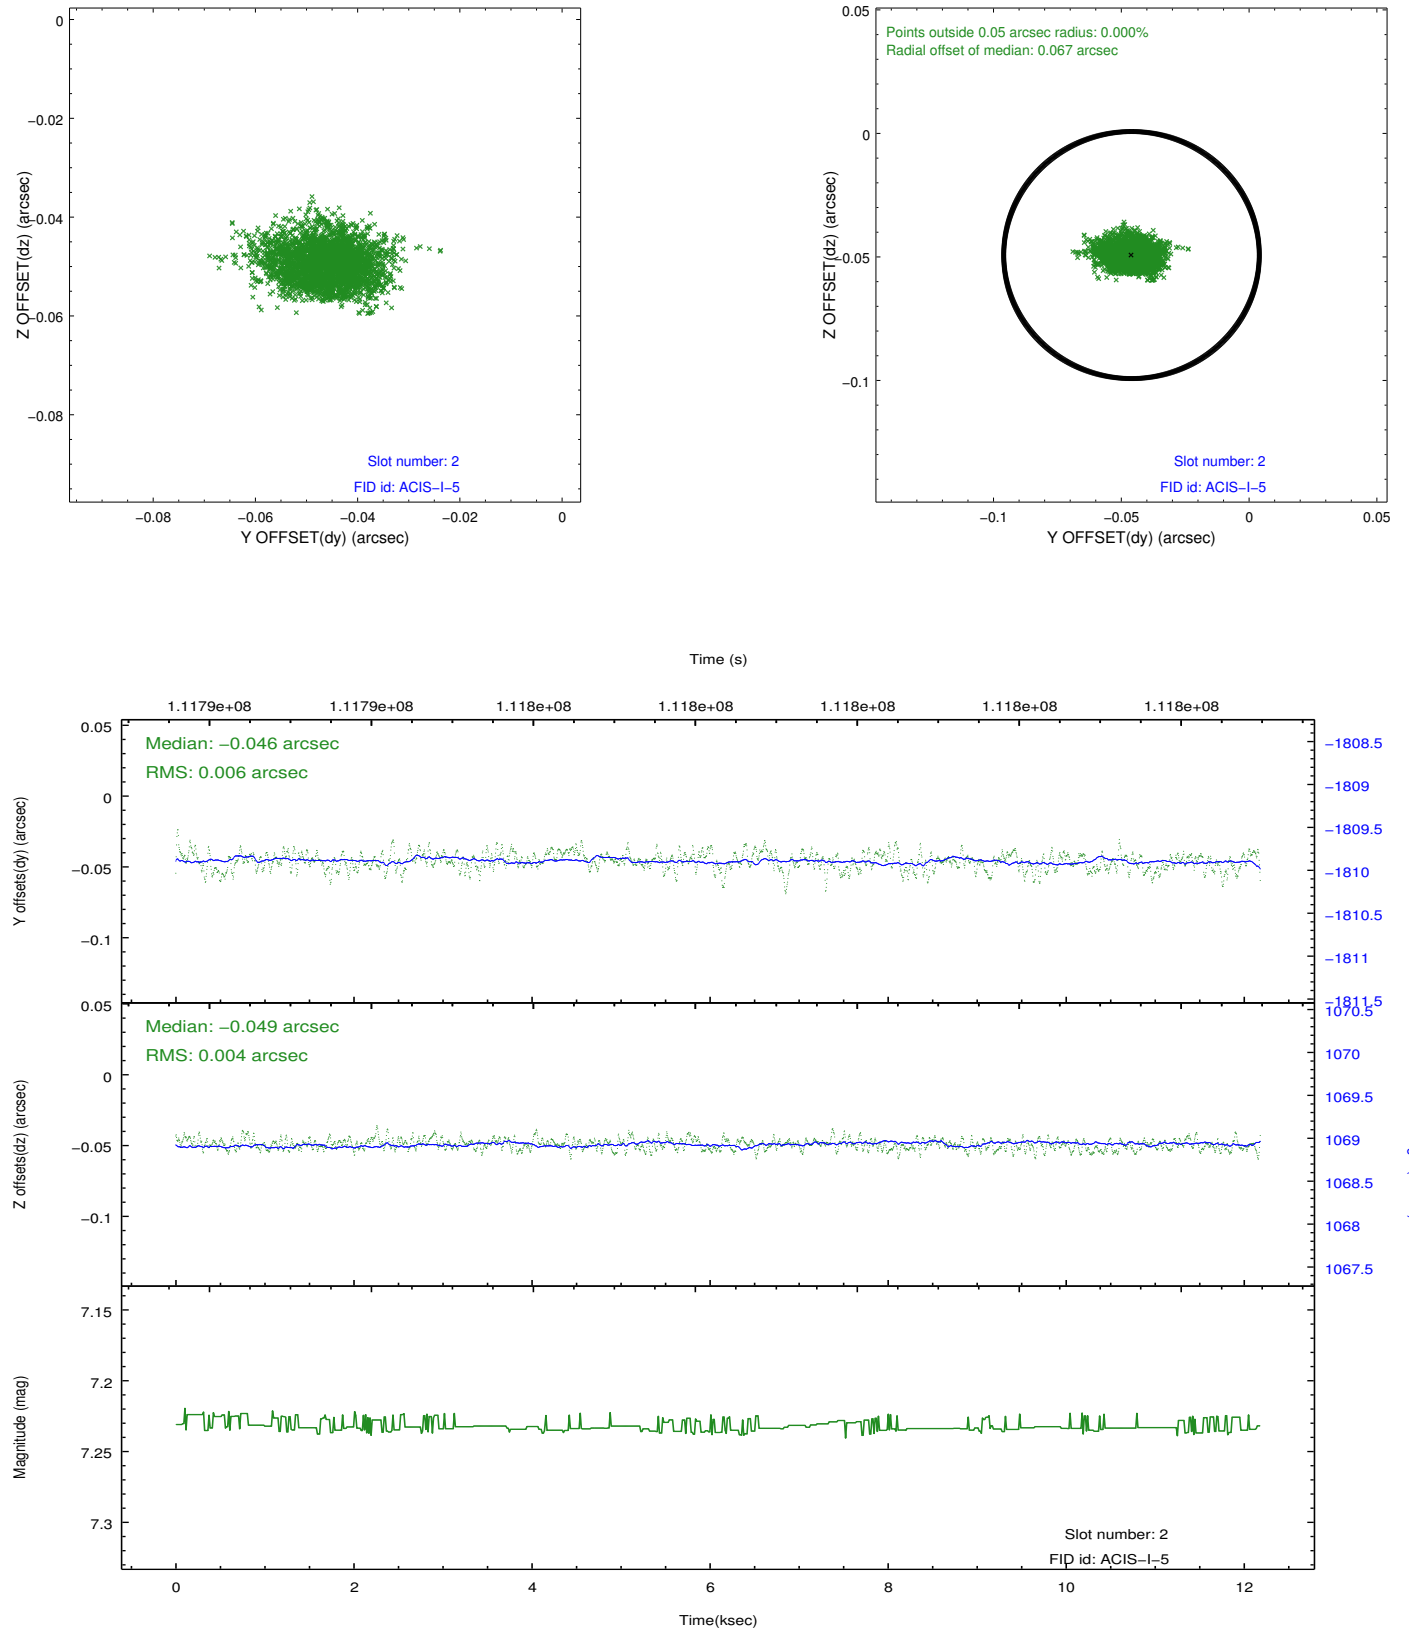 0
−0.02
−0.04
−0.06
−0.08
Z OFFSET(dz) (arcsec)
Slot number: 2
FID id: ACIS−I−5
−0.08 −0.06 −0.04 −0.02 0
Y OFFSET(dy) (arcsec)
0.05
0
−0.05
−0.1
Z OFFSET(dz) (arcsec)
Points outside 0.05 arcsec radius: 0.000%
Radial offset of median: 0.067 arcsec
Slot number: 2
FID id: ACIS−I−5
−0.1 −0.05 0 0.05
Y OFFSET(dy) (arcsec)
Time (s)
1.1179e+08 1.1179e+08 1.118e+08 1.118e+08 1.118e+08 1.118e+08 1.118e+08
0.05
0
−0.05
−0.1
Y offsets(dy) (arcsec)
Median: −0.046 arcsec
RMS: 0.006 arcsec
−1808.5
−1809
−1809.5
−1810
−1810.5
−1811
−1811.5
0.05
0
−0.05
−0.1
Z offsets(dz) (arcsec)
Median: −0.049 arcsec
RMS: 0.004 arcsec
1070.5
1070
1069.5
1069
1068.5
1068
1067.5
7.15
7.2
7.25
7.3
Magnitude (mag)
Slot number: 2
FID id: ACIS−I−5
0 2 4 6 8 10 12
Time(ksec)